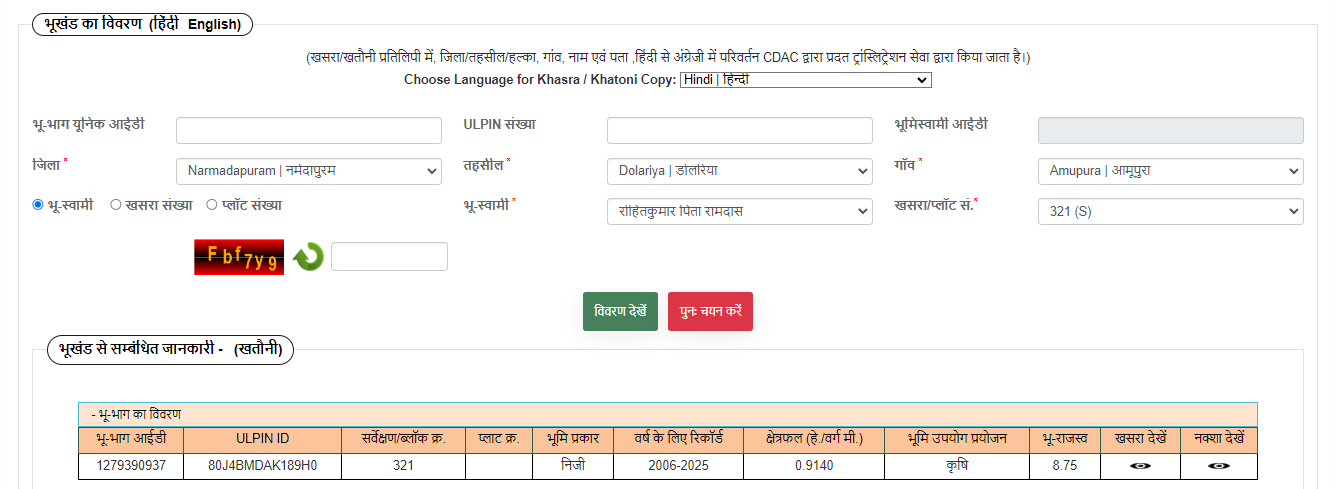 भूखंड का विवरण (हिंदी English)
(खसरा/खतौनी प्रतिलिपी में, जिला/तहसील/हल्का, गांव, नाम एवं पता ,हिंदी से अंग्रेजी में परिवर्तन CDAC द्वारा प्रदत ट्रांस्लिट्रेशन सेवा द्वारा किया जाता है।)
Choose Language for Khasra / Khatoni Copy: Hindi | हिन्दी
भू-भाग यूनिक आईडी ULPIN संख्या भूमिस्वामी आईडी
जिला * Narmadapuram | नर्मदापुरम तहसील * Dolariya | डोलरिया गाँव * Amupura | आमूपुरा
भू-स्वामी खसरा संख्या प्लॉट संख्या भू-स्वामी * रोहितकुमार पिता रामदास खसरा/प्लॉट सं.* 321 (S)
Fbf7y9
विवरण देखें पुनः चयन करें
भूखंड से सम्बंधित जानकारी - (खतौनी)
- भू-भाग का विवरण
भू-भाग आईडी ULPIN ID सर्वेक्षण/ब्लॉक क्र. प्लाट क्र. भूमि प्रकार वर्ष के लिए रिकॉर्ड क्षेत्रफल (हे./वर्ग मी.) भूमि उपयोग प्रयोजन भू-राजस्व खसरा देखें नक्शा देखें
1279390937 80J4BMDAK189H0 321 निजी 2006-2025 0.9140 कृषि 8.75